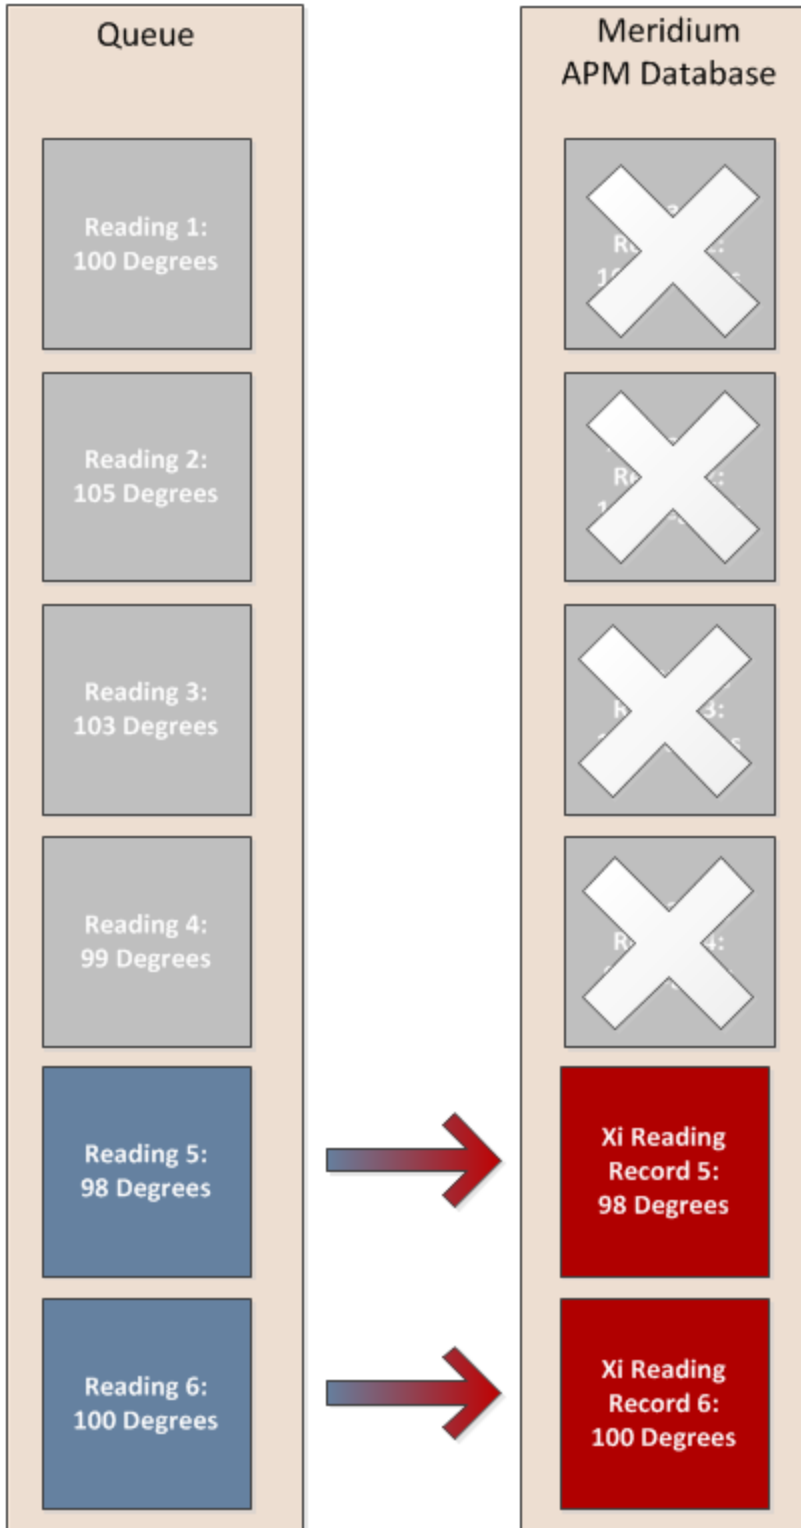 Queue
Reading 1:
100 Degrees
Reading 2:
105 Degrees
Reading 3:
103 Degrees
Reading 4:
99 Degrees
Reading 5:
98 Degrees
Reading 6:
100 Degrees
Meridium
APM Database
Xi Reading
Record 5:
98 Degrees
Xi Reading
Record 6:
100 Degrees